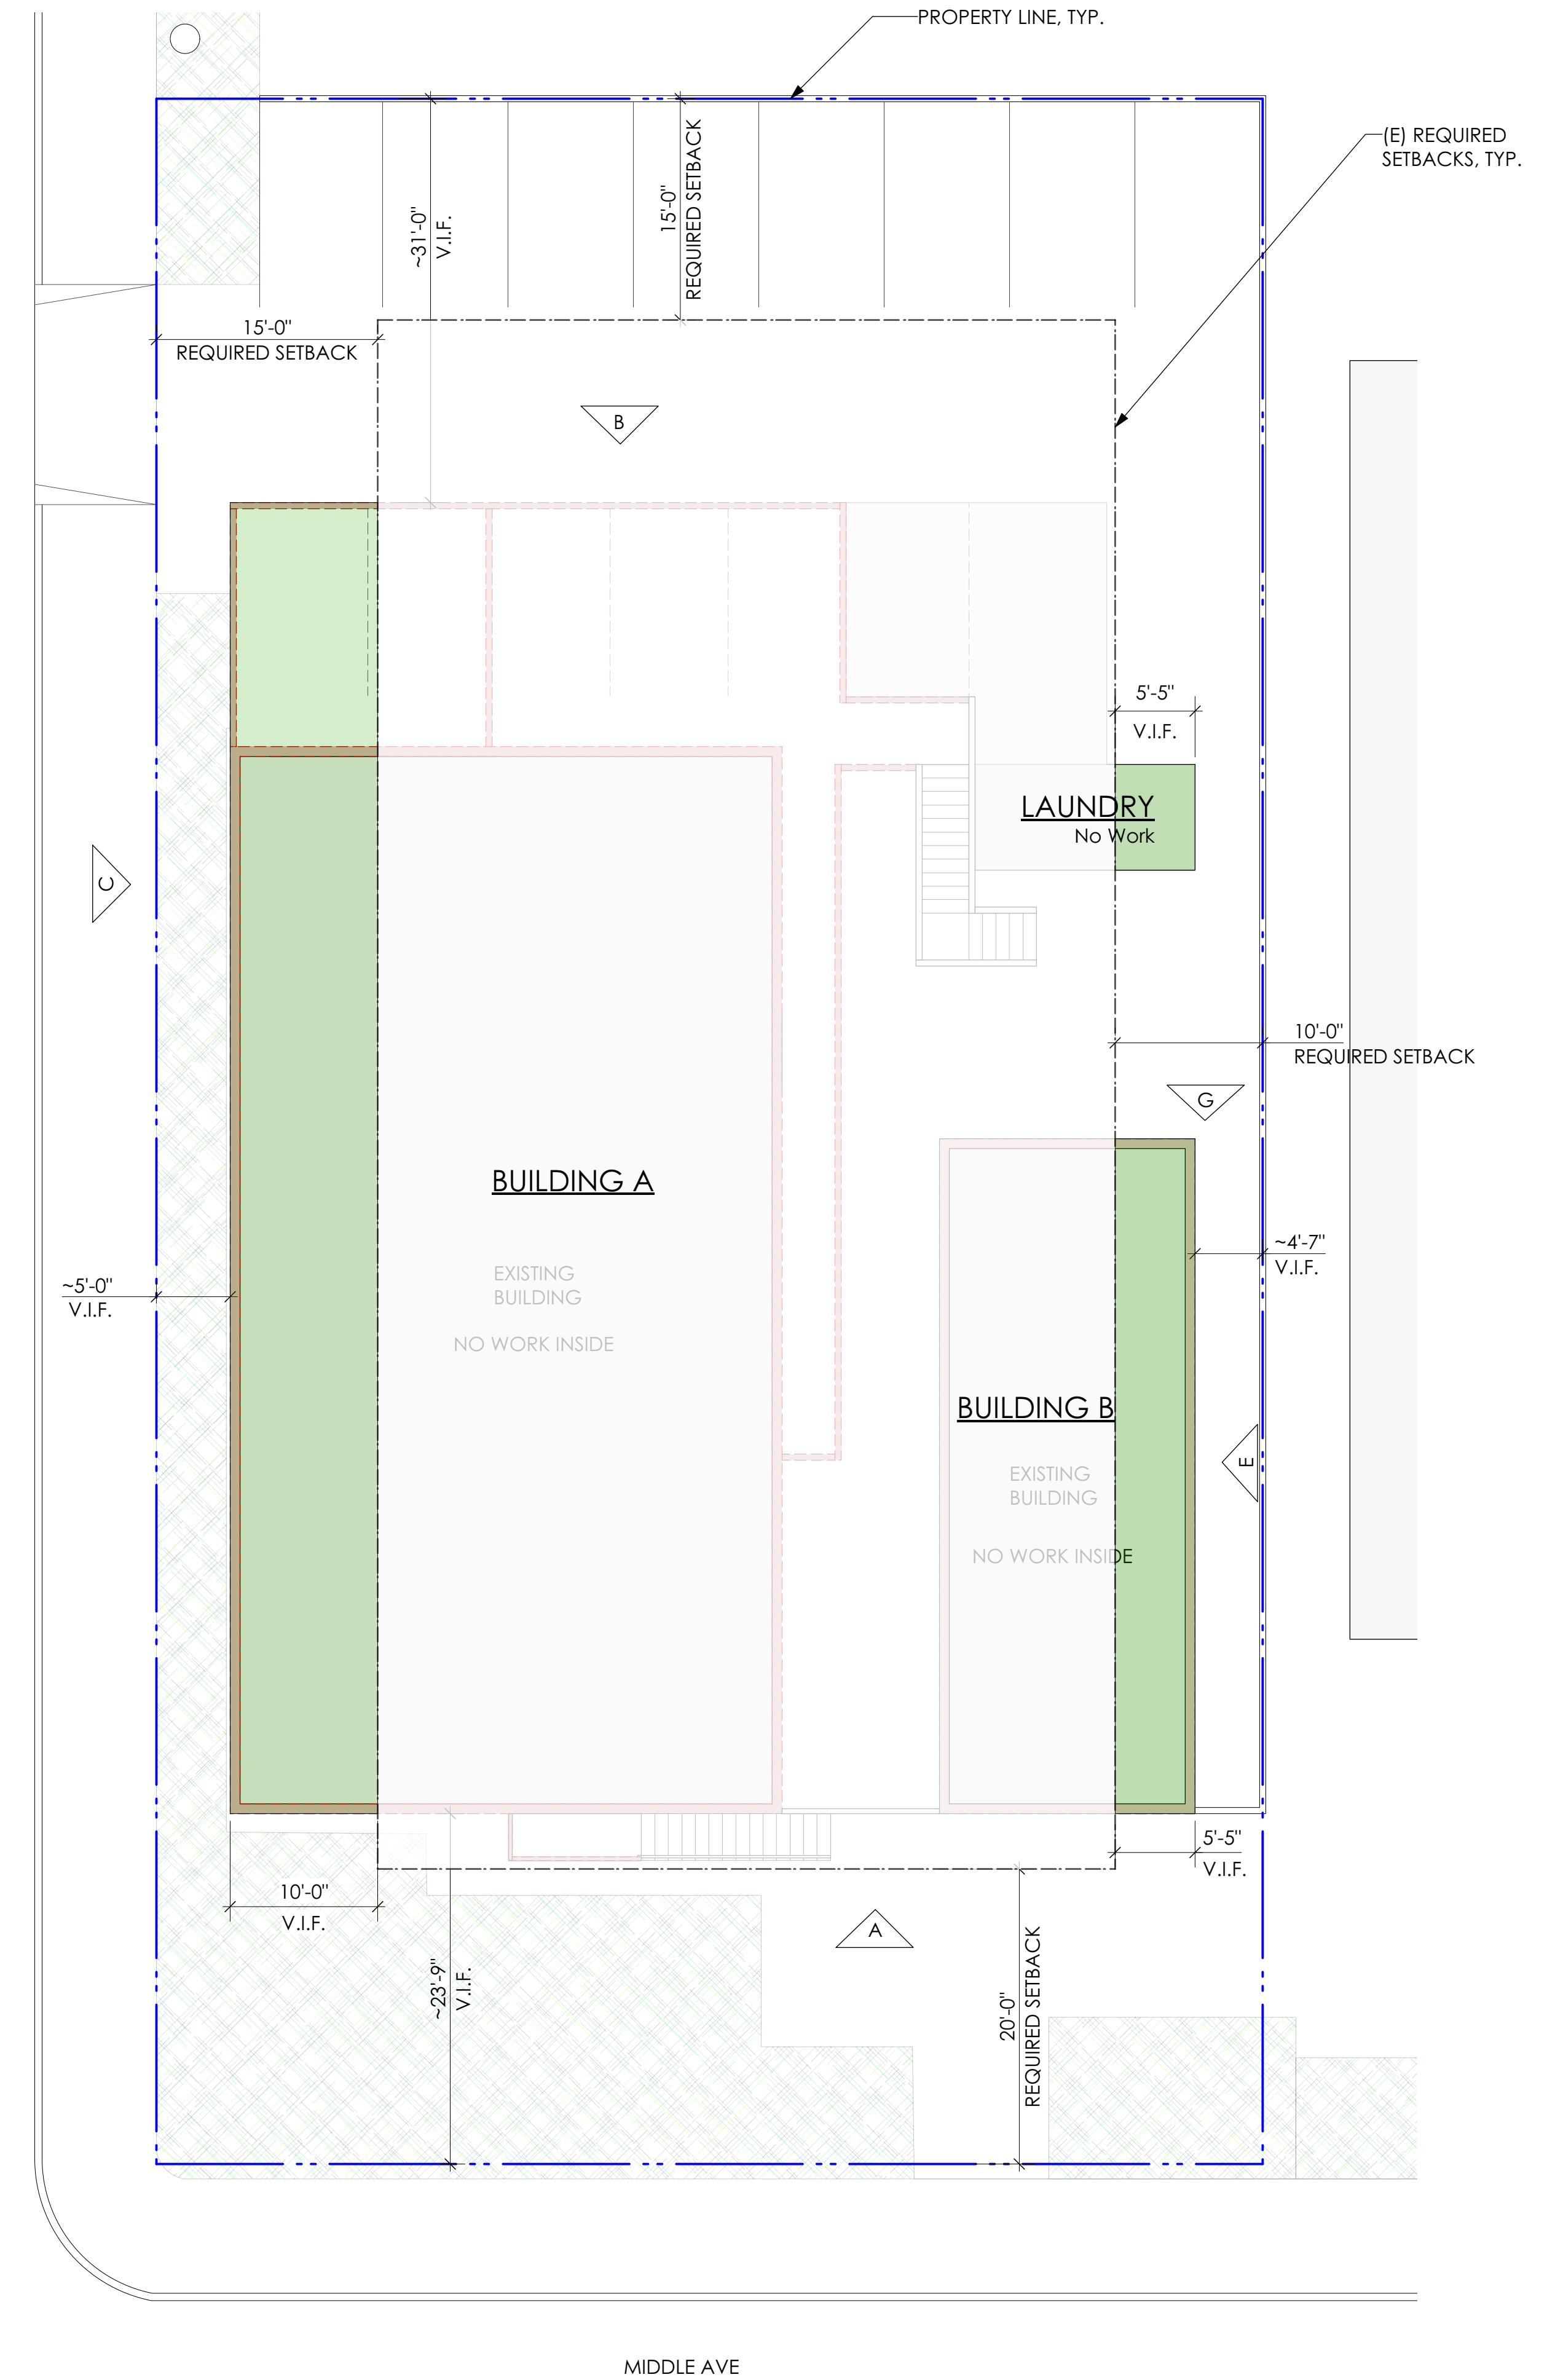 PROPERTY LINE, TYP.
(E) REQUIRED
SETBACKS, TYP.
~31'-0"
V.I.F.
15'-0"
REQUIRED SETBACK
15'-0"
REQUIRED SETBACK
B
5'-5"
V.I.F.
LAUNDRY
No Work
C
10'-0"
REQUIRED SETBACK
G
BUILDING A
~4'-7"
V.I.F.
EXISTING
BUILDING
~5'-0"
V.I.F.
NO WORK INSIDE
BUILDING B
E
EXISTING
BUILDING
NO WORK INSIDE
5'-5"
V.I.F.
10'-0"
V.I.F.
A
~23'-9"
V.I.F.
20'-0"
REQUIRED SETBACK
MIDDLE AVE